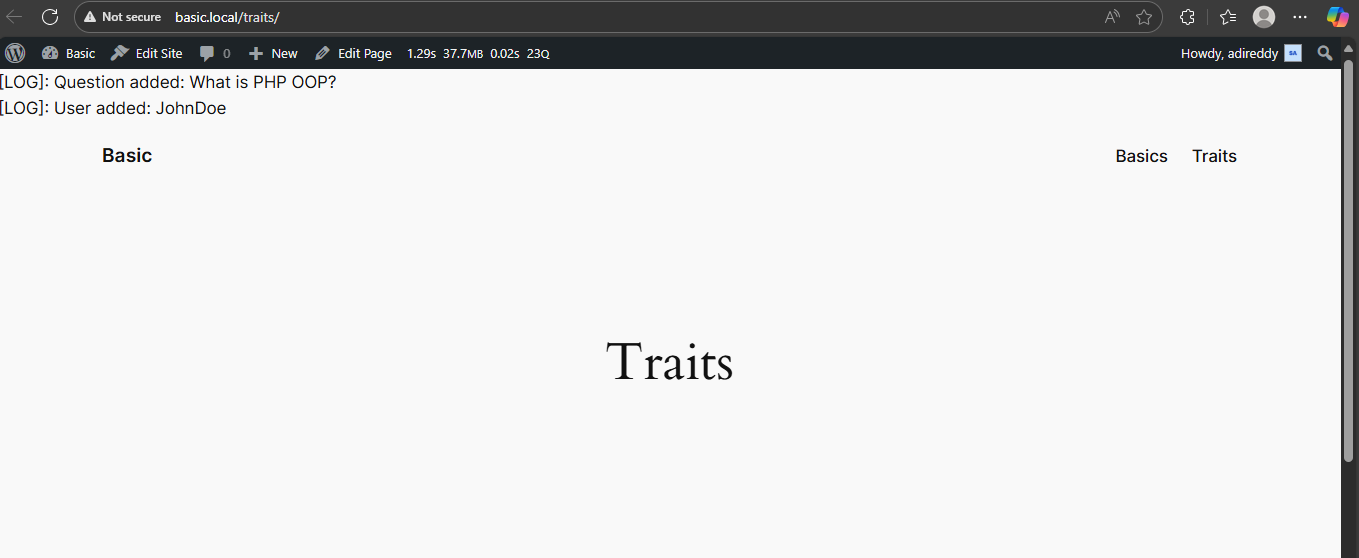 Not secure basic.local/traits/
Basic Edit Site 0 New Edit Page 1.29s 37.7MB 0.02s 23Q Howdy, adireddy SA
[LOG]: Question added: What is PHP OOP?
[LOG]: User added: JohnDoe
Basic Basics Traits
Traits